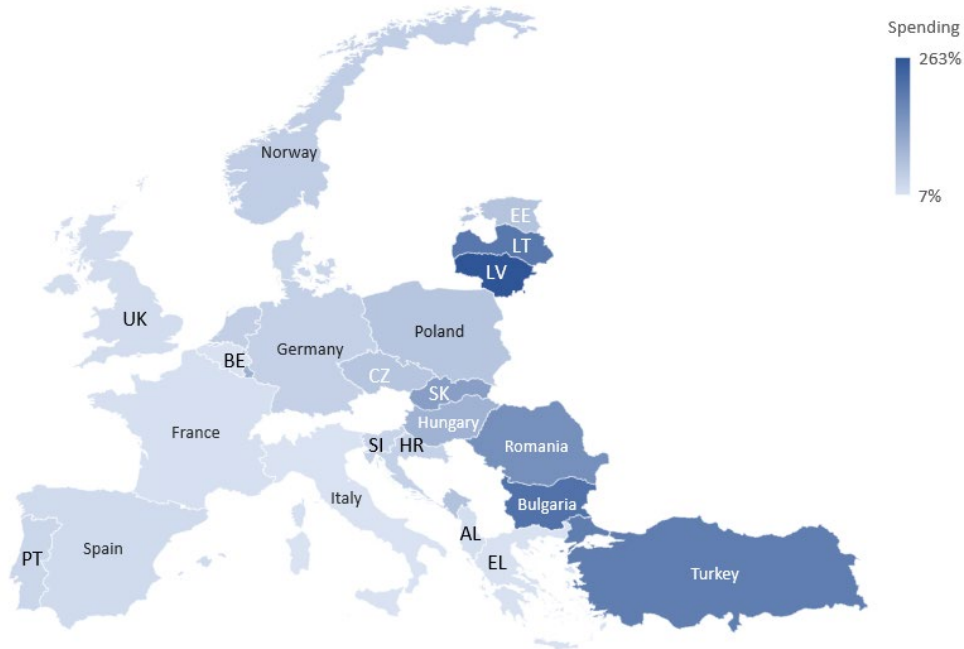 Spending
263%
7%
Norway
EE
LT
LV
UK
Poland
Germany
BE
CZ
SK
Hungary
France
SI
HR
Romania
Italy
Bulgaria
AL
PT
Spain
EL
Turkey